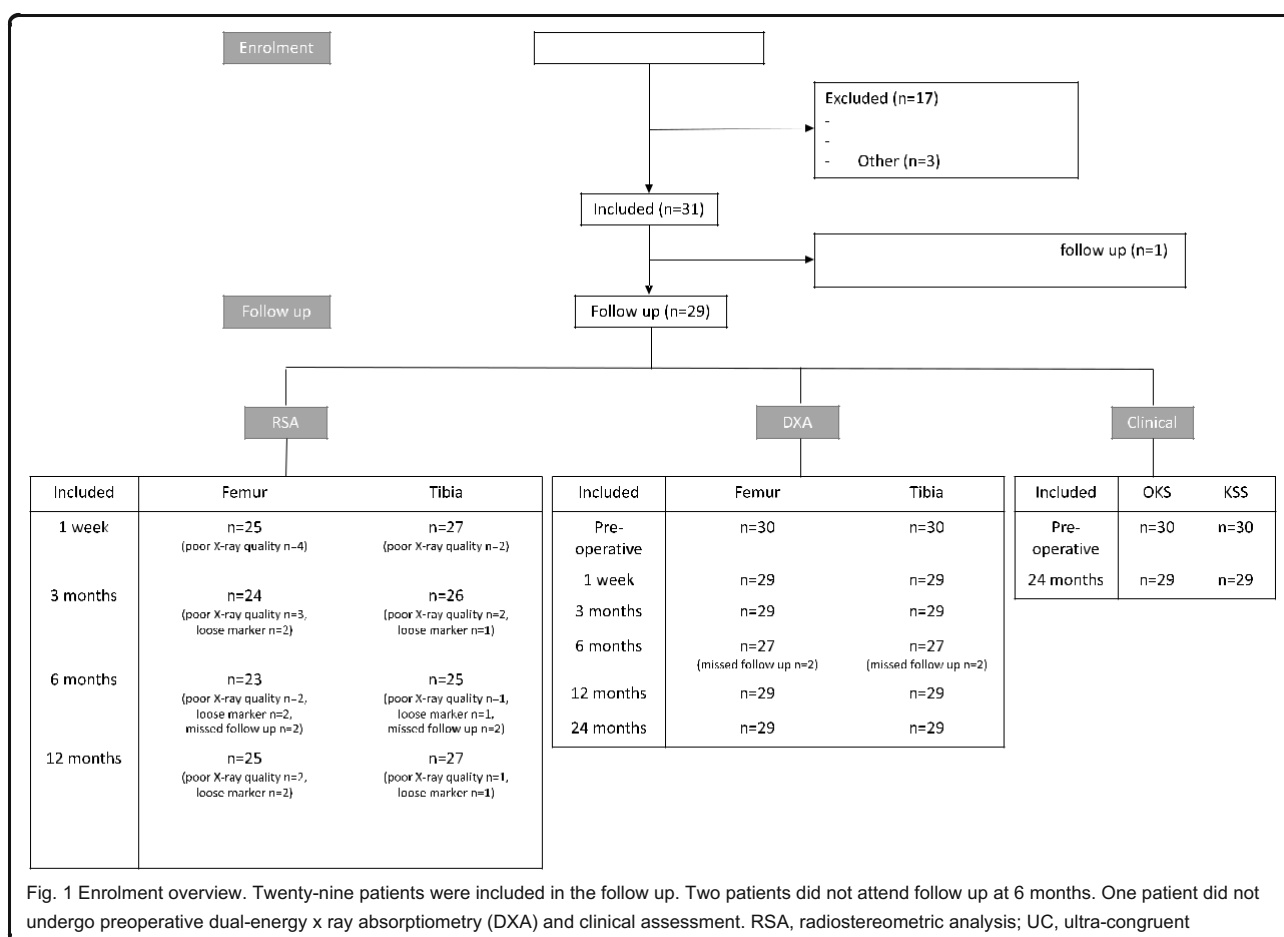 Enrolment
Excluded (n=17)
-
-
- Other (n=3)
Included (n=31)
follow up (n=1)
Follow up
Follow up (n=29)
RSA
DXA
Clinical
Included Femur Tibia
1 week n=25 n=27
(poor X-ray quality n=4) (poor X-ray quality n=2)
3 months n=24 n=26
(poor X-ray quality n=3, (poor X-ray quality n=2,
loose marker n=2) loose marker n=1)
6 months n=23 n=25
(poor X-ray quality n=2, (poor X-ray quality n=1,
loose marker n=2, loose marker n=1,
missed follow up n=2) missed follow up n=2)
12 months n=25 n=27
(poor X-ray quality n=2, (poor X-ray quality n=1,
loose marker n=2) loose marker n=1)
Included Femur Tibia
Pre- n=30 n=30
operative
1 week n=29 n=29
3 months n=29 n=29
6 months n=27 n=27
(missed follow up n=2) (missed follow up n=2)
12 months n=29 n=29
24 months n=29 n=29
Included OKS KSS
Pre- n=30 n=30
operative
24 months n=29 n=29
Fig. 1 Enrolment overview. Twenty-nine patients were included in the follow up. Two patients did not attend follow up at 6 months. One patient did not
undergo preoperative dual-energy x ray absorptiometry (DXA) and clinical assessment. RSA, radiostereometric analysis; UC, ultra-congruent